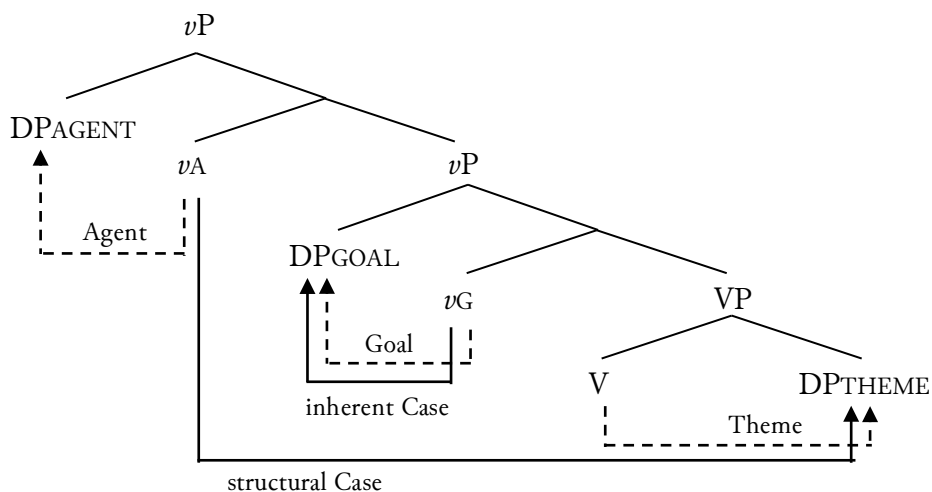 vP
DPAGENT
vA
vP
Agent
DPGOAL
vG
VP
Goal
V
DPTHEME
inherent Case
Theme
structural Case